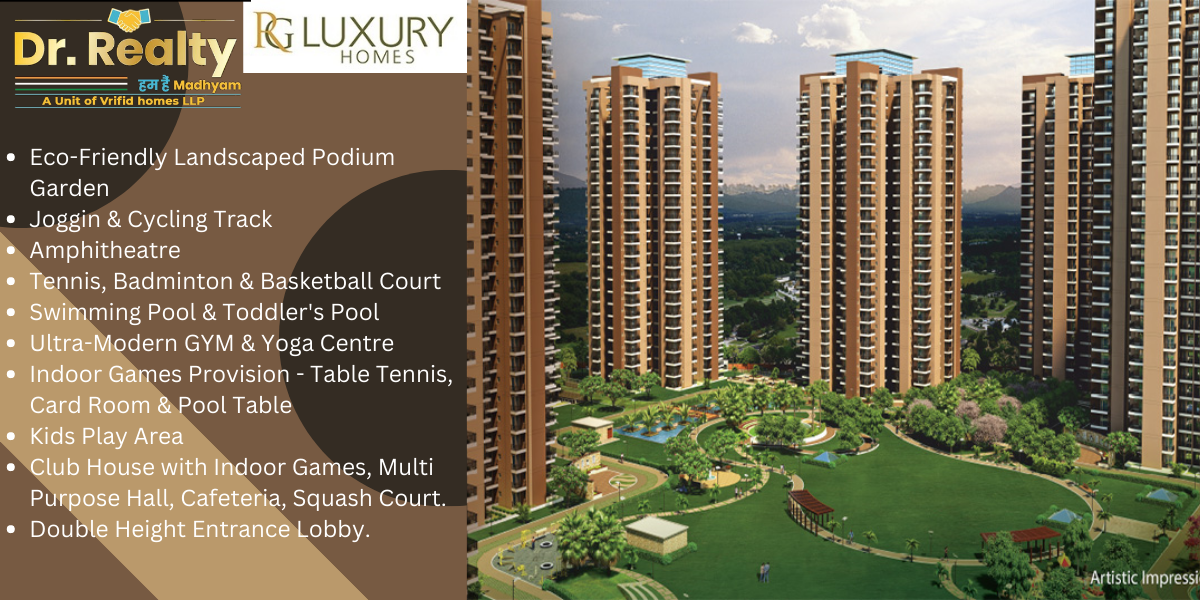 Dr. Realty
हम हैं Madhyam
A Unit of Vrifid homes LLP
RG LUXURY
HOMES
• Eco-Friendly Landscaped Podium
Garden
• Joggin & Cycling Track
• Amphitheatre
• Tennis, Badminton & Basketball Court
• Swimming Pool & Toddler's Pool
• Ultra-Modern GYM & Yoga Centre
• Indoor Games Provision - Table Tennis,
Card Room & Pool Table
• Kids Play Area
• Club House with Indoor Games, Multi
Purpose Hall, Cafeteria, Squash Court.
• Double Height Entrance Lobby.
Artistic Impressi